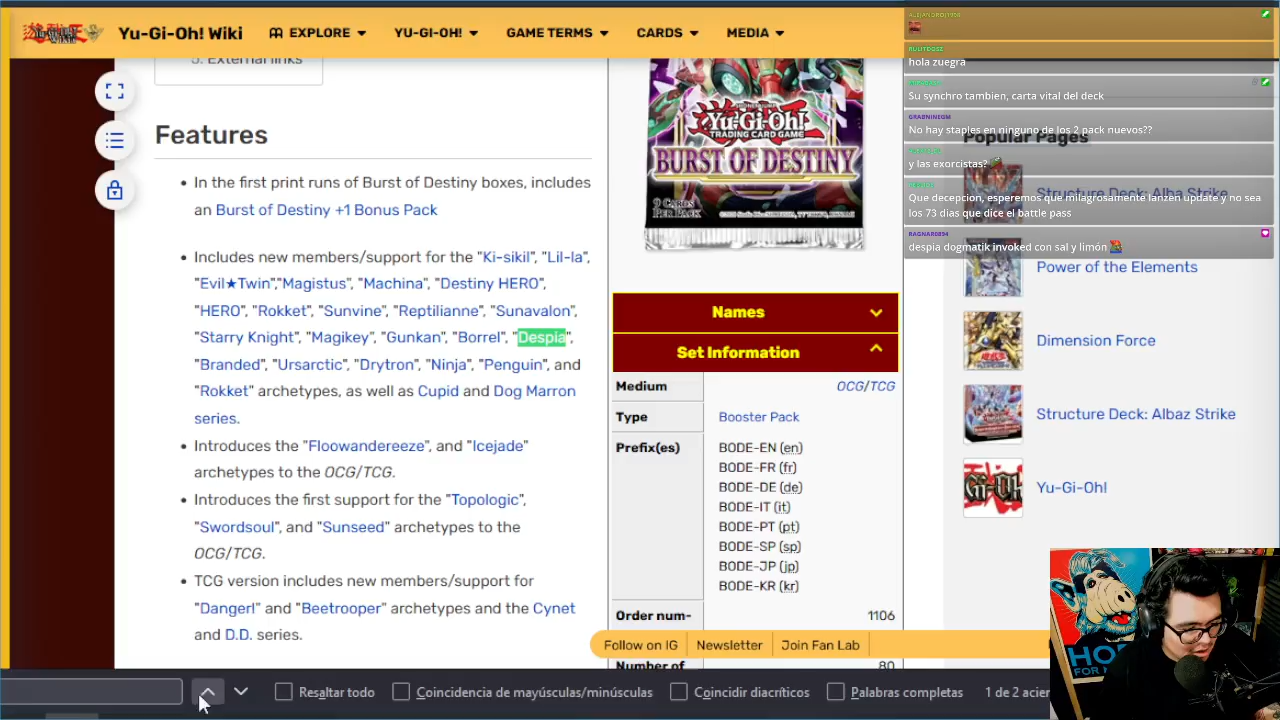 Yu-Gi-Oh! Wiki
EXPLORE
YU-GI-OH!
GAME TERMS
CARDS
MEDIA
5. External links
Features
In the first print runs of Burst of Destiny boxes, includes
an Burst of Destiny +1 Bonus Pack
Includes new members/support for the "Ki-sikil", "Lil-la",
"Evil★Twin","Magistus", "Machina", "Destiny HERO",
"HERO", "Rokket", "Sunvine", "Reptilianne", "Sunavalon",
"Starry Knight", "Magikey", "Gunkan", "Borrel", "Despia",
"Branded", "Ursarctic", "Drytron", "Ninja", "Penguin", and
"Rokket" archetypes, as well as Cupid and Dog Marron
series.
Introduces the "Floowandereeze", and "Icejade"
archetypes to the OCG/TCG.
Introduces the first support for the "Topologic",
"Swordsoul", and "Sunseed" archetypes to the
OCG/TCG.
TCG version includes new members/support for
"Danger!" and "Beetrooper" archetypes and the Cynet
and D.D. series.
Yu-Gi-Oh!
TRADING CARD GAME
BURST OF DESTINY
9 CARDS
PER PACK
Names
Set Information
Medium
OCG/TCG
Type
Booster Pack
Prefix(es)
BODE-EN (en)
BODE-FR (fr)
BODE-DE (de)
BODE-IT (it)
BODE-PT (pt)
BODE-SP (sp)
BODE-JP (jp)
BODE-KR (kr)
Order num-
1106
Number of
80
hola zuegra
Su synchro tambien, carta vital del deck
GRABNINEGM
No hay staples en ninguno de los 2 pack nuevos??
y las exorcistas?
Que decepcion, esperemos que milagrosamente lanzen update y no sea
los 73 dias que dice el battle pass
RAGNAR0894
despia dogmatik invoked con sal y limón
Popular Pages
Structure Deck: Alba Strike
Power of the Elements
Dimension Force
Structure Deck: Albaz Strike
Yu-Gi-Oh!
Follow on IG
Newsletter
Join Fan Lab
Resaltar todo
Coincidencia de mayúsculas/minúsculas
Coincidir diacríticos
Palabras completas
1 de 2 acier